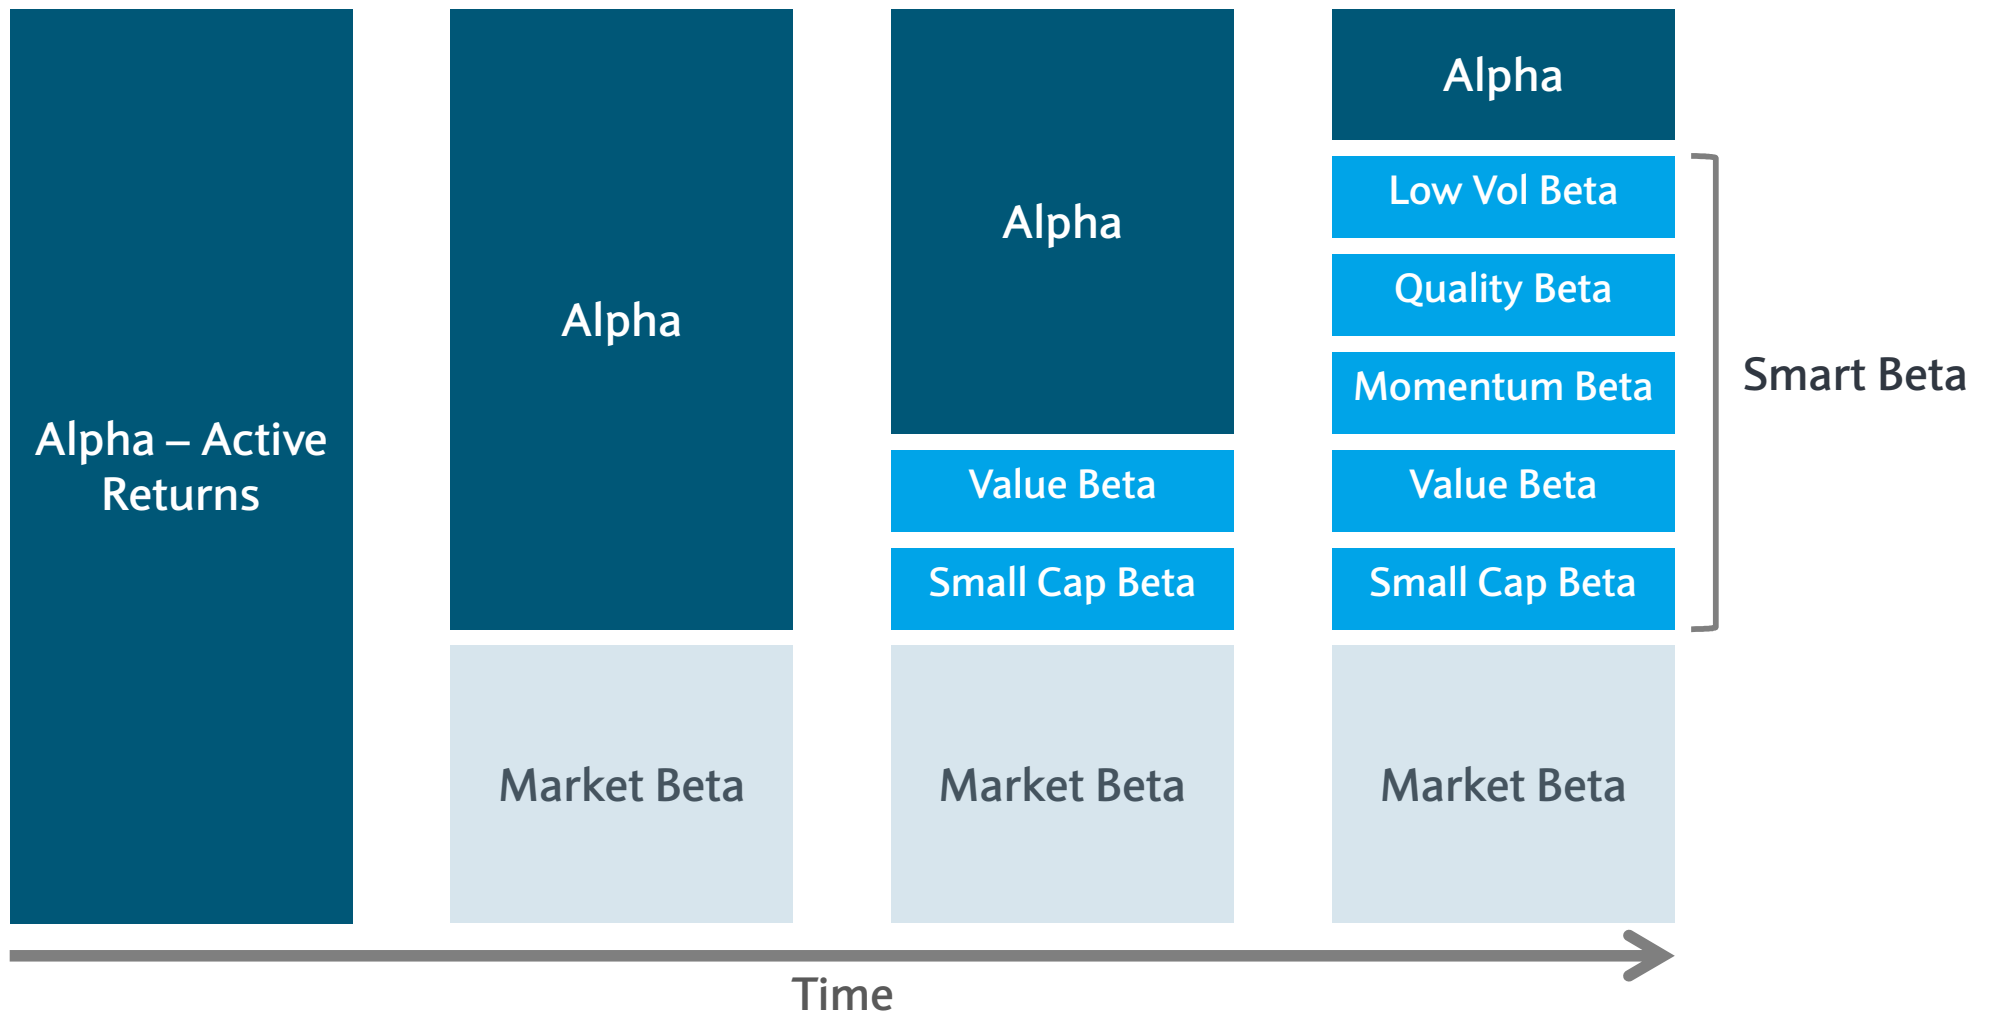 Alpha – Active
Returns
Alpha
Market Beta
Alpha
Value Beta
Small Cap Beta
Market Beta
Alpha
Low Vol Beta
Quality Beta
Momentum Beta
Value Beta
Small Cap Beta
Market Beta
Smart Beta
Time